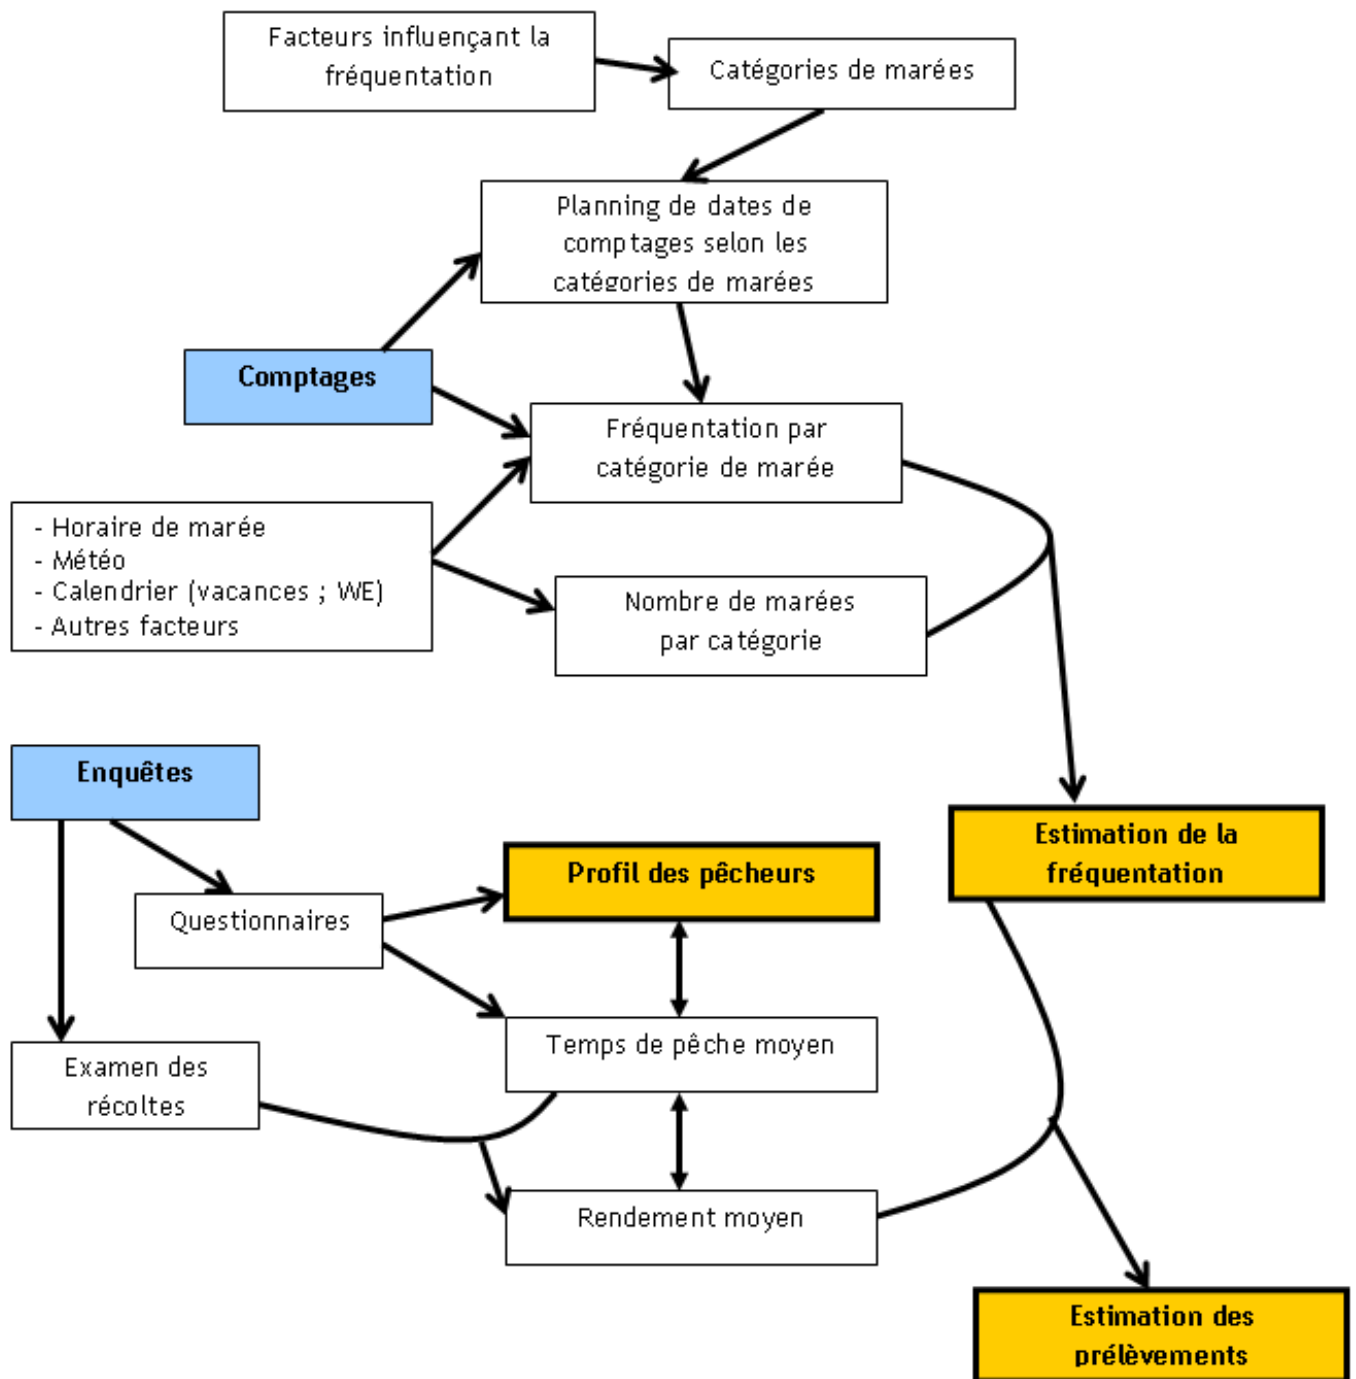 Facteurs influençant la
fréquentation
Catégories de marées
Planning de dates de
comptages selon les
catégories de marées
Comptages
Fréquentation par
catégorie de marée
- Horaire de marée
- Météo
- Calendrier (vacances ; WE)
- Autres facteurs
Nombre de marées
par catégorie
Enquêtes
Estimation de la
fréquentation
Profil des pêcheurs
Questionnaires
Temps de pêche moyen
Examen des
récoltes
Rendement moyen
Estimation des
prélèvements